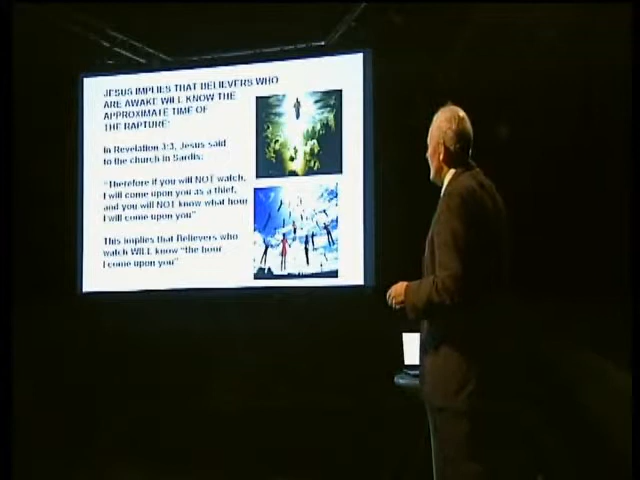 JESUS IMPLIES THAT BELIEVERS WHO
ARE AWAKE WILL KNOW THE
APPROXIMATE TIME OF
THE RAPTURE:
In Revelation 3:3, Jesus said
to the church in Sardis:
"Therefore if you will NOT watch,
I will come upon you as a thief,
and you will NOT know what hour
I will come upon you"
This implies that Believers who
watch WILL know "the hour
I come upon you"